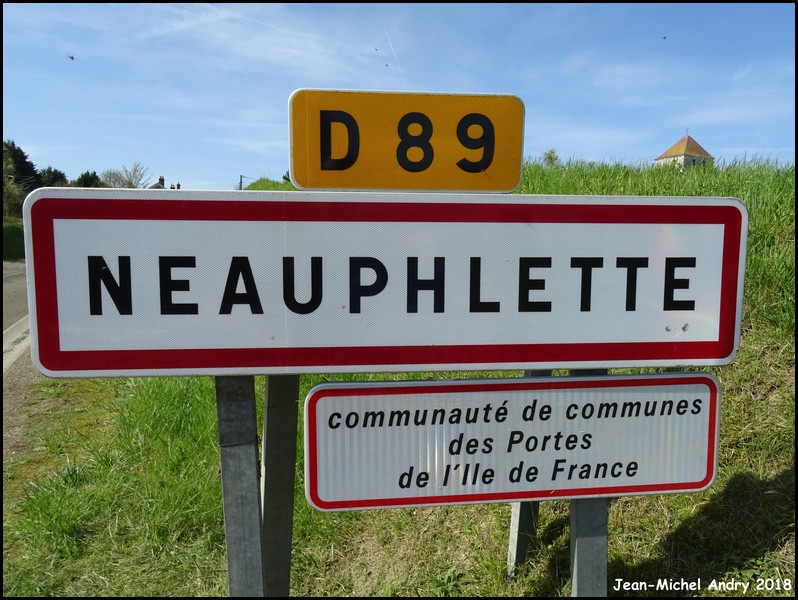 D 89
NEAUPHLETTE
communauté de communes
des Portes
de l'Ile de France
Jean-Michel Andry 2018